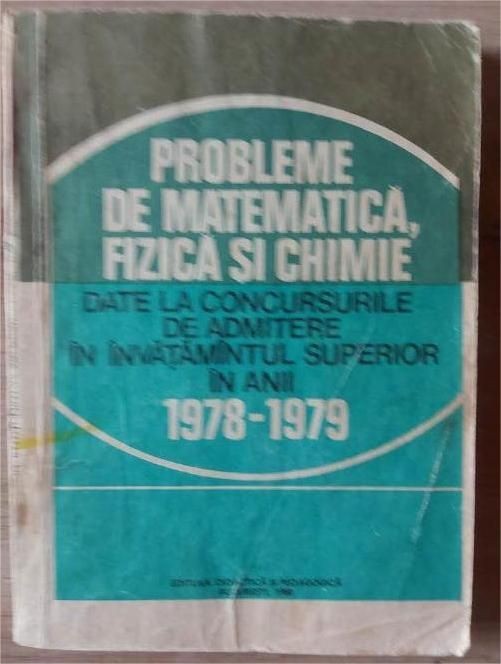 PROBLEME
DE MATEMATICĂ,
FIZICĂ ȘI CHIMIE
DATE LA CONCURSURILE
DE ADMITERE
ÎN ÎNVĂȚĂMÎNTUL SUPERIOR
ÎN ANII
1978-1979
EDITURA DIDACTICĂ ȘI PEDAGOGICĂ
BUCUREȘTI,